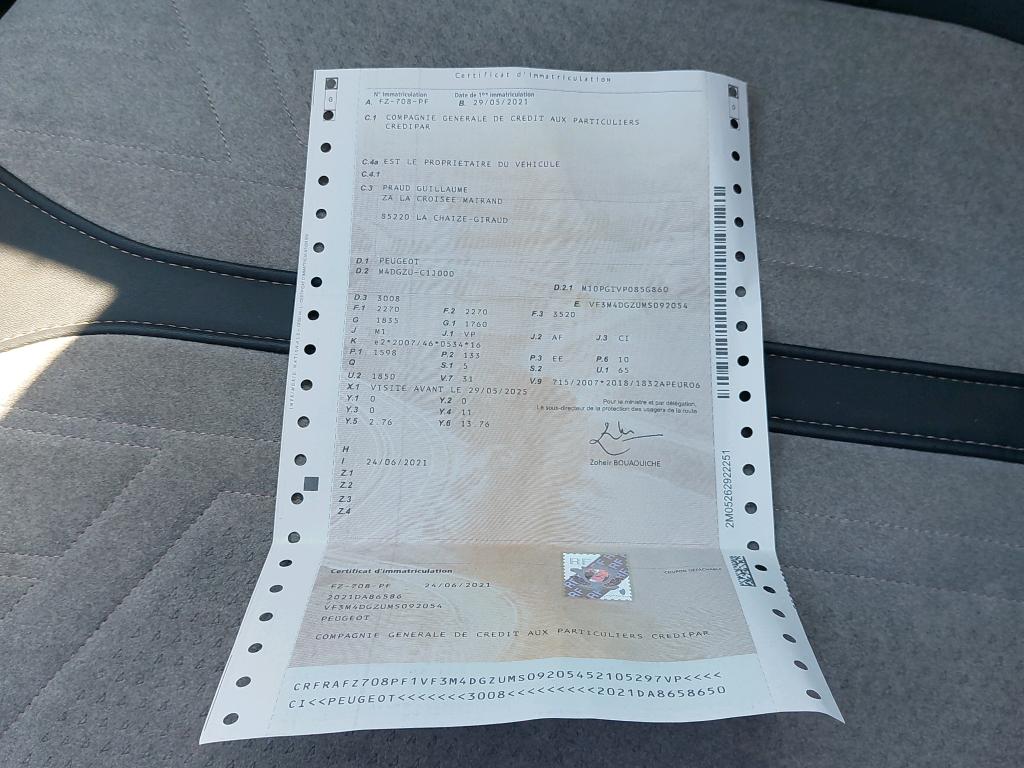 Certificat d'Immatriculation
N° Immatriculation Date de 1ère immatriculation
A. FZ-708-PF B. 29/05/2021
C.1 COMPAGNIE GENERALE DE CREDIT AUX PARTICULIERS
CREDIPAR
C.4a EST LE PROPRIETAIRE DU VEHICULE
C.4.1
C.3 PRAUD GUILLAUME
ZA LA CROISEE MAIRAND
85220 LA CHAIZE-GIRAUD
D.1 PEUGEOT
D.2 M4DGZU-C1J000
D.2.1 M10PGTVP085G860
D.3 3008 E. VF3M4DGZUMS092054
F.1 2270 F.2 2270 F.3 3520
G 1835 G.1 1760
J M1 J.1 VP J.2 AF J.3 CI
K e2*2007/46*0534*16
P.1 1598 P.2 133 P.3 EE P.6 10
Q S.1 5 S.2 U.1 65
U.2 1850 V.7 31 V.9 715/2007*2018/1832APEURO6
X.1 VISITE AVANT LE 29/05/2025
Y.1 0 Y.2 0
Y.3 0 Y.4 11
Y.5 2.76 Y.6 13.76
Pour le ministre et par délégation,
Le sous-directeur de la protection des usagers de la route
Zoheir BOUAOUICHE
H
I 24/06/2021
Z.1
Z.2
Z.3
Z.4
2M05262922251
Certificat d'immatriculation COUPON DÉTACHABLE
FZ-708-PF 24/06/2021
2021DA86586
VF3M4DGZUMS092054
PEUGEOT
COMPAGNIE GENERALE DE CREDIT AUX PARTICULIERS CREDIPAR
CRFRAFZ708PF1VF3M4DGZUMS09205452105297VP<<<<
CI<<PEUGEOT<<<<<<<3008<<<<<<<<<2021DA8658650